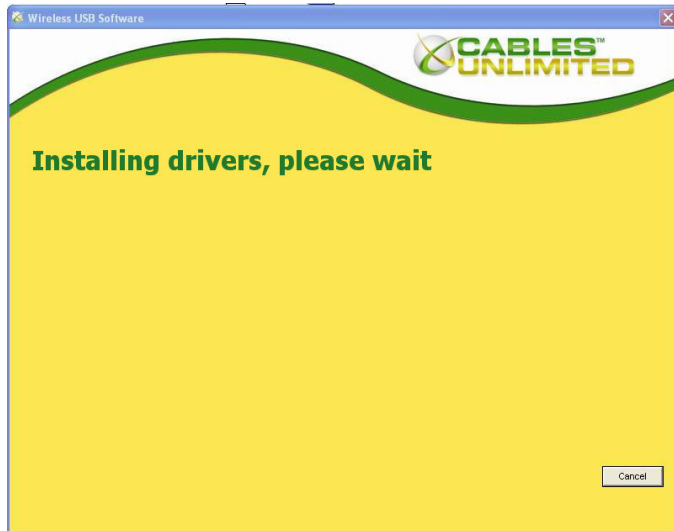 Wireless USB Software
CABLES™
UNLIMITED
Installing drivers, please wait
Cancel